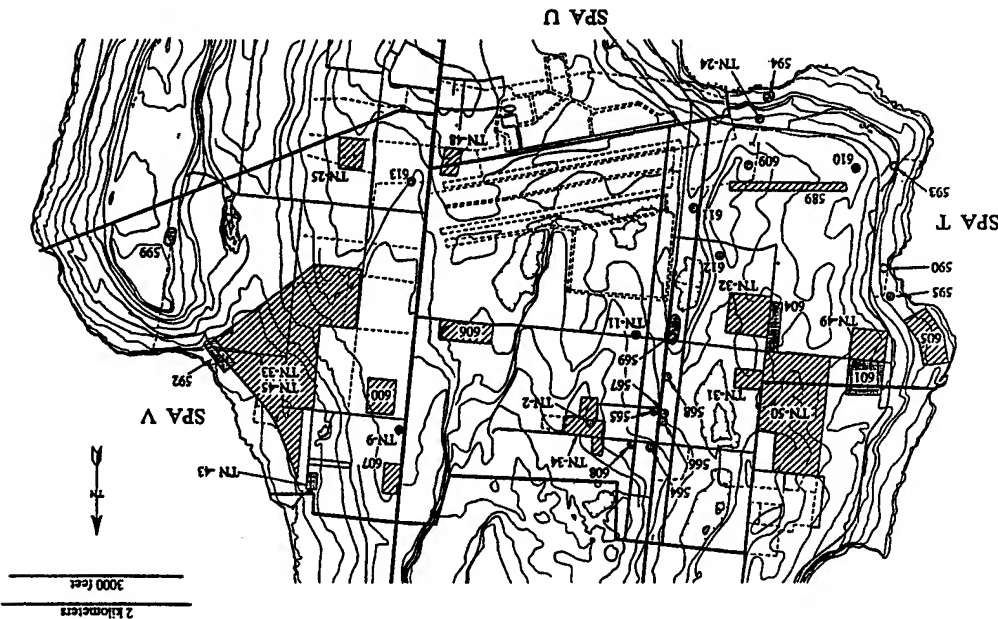 2 kilometers
3000 feet
TN
564
607
608
TN-43
TN-34
566
TN-9
TN-50
565
SPA V
568
TN-2
600
TN-31
TN-45
567
592
601
TN-33
569
605
606
TN-49
TN-11
604
595
TN-32
590
612
599
SPA T
611
589
593
TN-25
613
610
609
TN-48
TN-24
594
SPA U